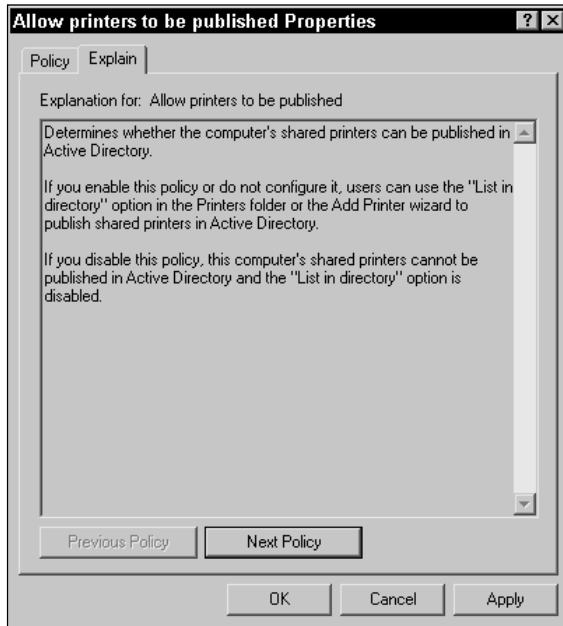 Allow printers to be published Properties
Policy
Explain
Explanation for: Allow printers to be published
Determines whether the computer's shared printers can be published in
Active Directory.
If you enable this policy or do not configure it, users can use the "List in
directory" option in the Printers folder or the Add Printer wizard to
publish shared printers in Active Directory.
If you disable this policy, this computer's shared printers cannot be
published in Active Directory and the "List in directory" option is
disabled.
Previous Policy
Next Policy
OK
Cancel
Apply